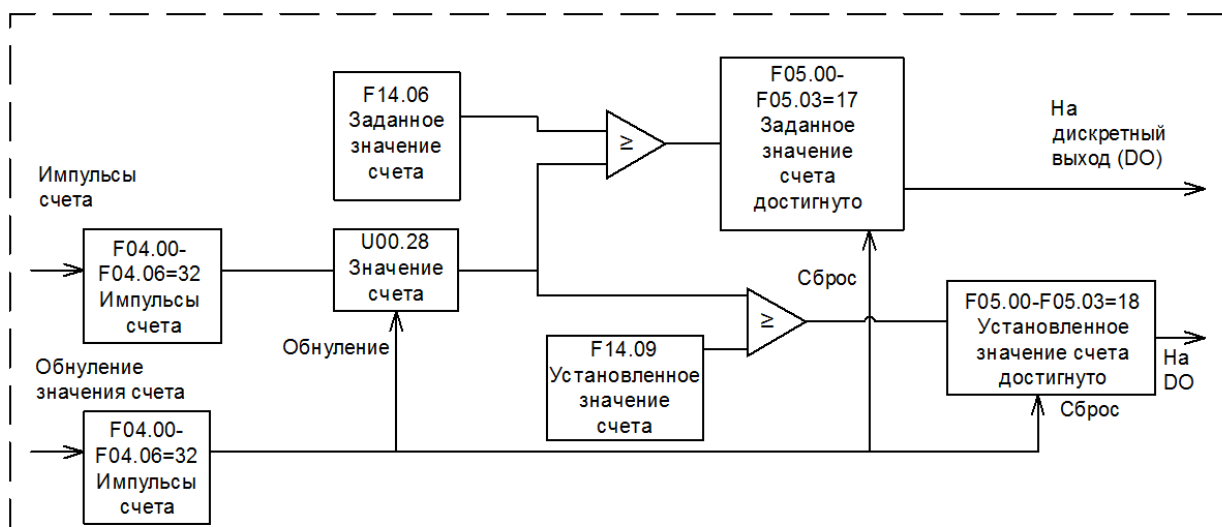 F14.06
Заданное
значение
счета
≥
F05.00-
F05.03=17
Заданное
значение
счета
достигнуто
На
дискретный
выход (DO)
Импульсы
счета
F04.00-
F04.06=32
Импульсы
счета
U00.28
Значение
счета
Сброс
≥
F05.00-F05.03=18
Установленное
значение счета
достигнуто
На
DO
Обнуление
F14.09
Установленное
значение
счета
Сброс
Обнуление
значения счета
F04.00-
F04.06=32
Импульсы
счета